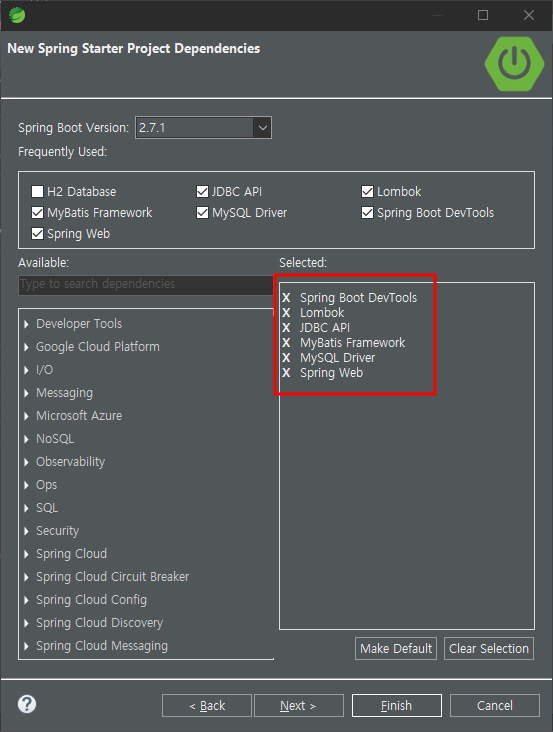 New Spring Starter Project Dependencies
Spring Boot Version: 2.7.1
Frequently Used:
H2 Database JDBC API Lombok
MyBatis Framework MySQL Driver Spring Boot DevTools
Spring Web
Available: Selected:
Type to search dependencies
X Spring Boot DevTools
X Lombok
X JDBC API
X MyBatis Framework
X MySQL Driver
X Spring Web
Developer Tools
Google Cloud Platform
I/O
Messaging
Microsoft Azure
NoSQL
Observability
Ops
SQL
Security
Spring Cloud
Spring Cloud Circuit Breaker
Spring Cloud Config
Spring Cloud Discovery
Spring Cloud Messaging
Make Default Clear Selection
? < Back Next > Finish Cancel